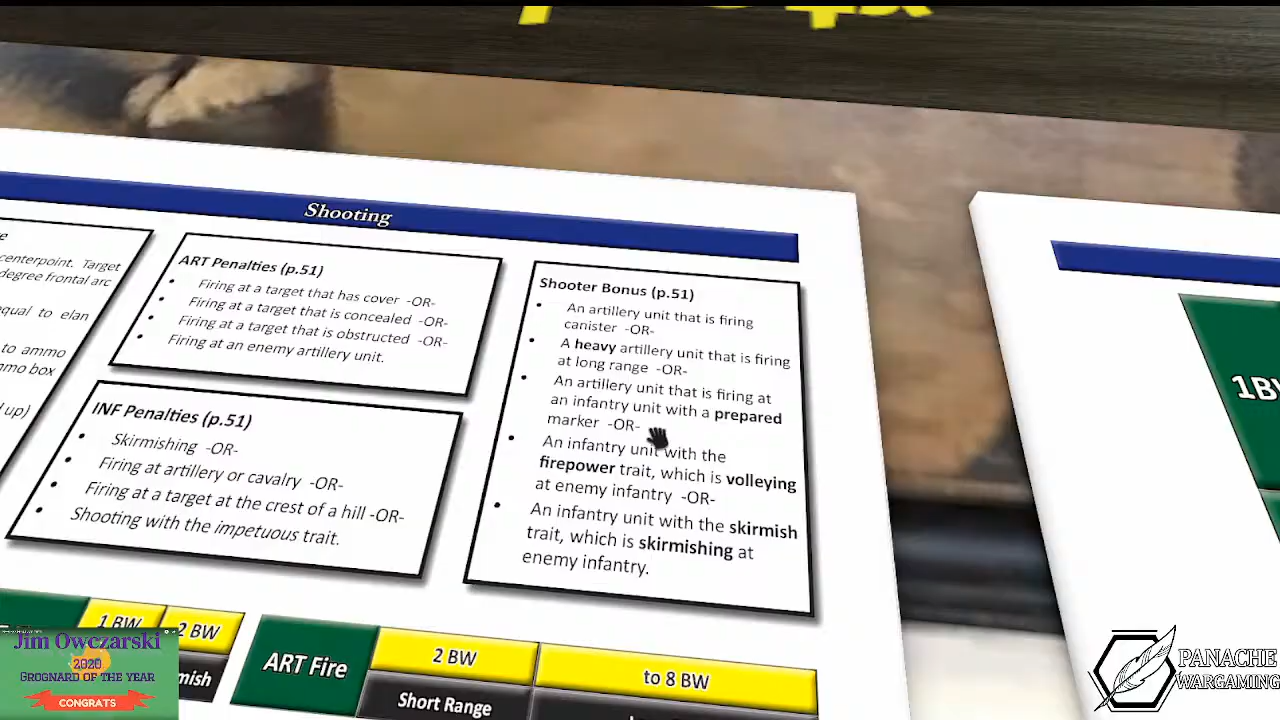 Shooting
centerpoint. Target
degree frontal arc
equal to elan
to ammo
ammo box
d up)
ART Penalties (p.51)
• Firing at a target that has cover -OR-
• Firing at a target that is concealed -OR-
• Firing at a target that is obstructed -OR-
• Firing at an enemy artillery unit.
INF Penalties (p.51)
• Skirmishing -OR-
• Firing at artillery or cavalry -OR-
• Firing at a target at the crest of a hill -OR-
• Shooting with the impetuous trait.
Shooter Bonus (p.51)
• An artillery unit that is firing
canister -OR-
• A heavy artillery unit that is firing
at long range -OR-
• An artillery unit that is firing at
an infantry unit with a prepared
marker -OR-
• An infantry unit with the
firepower trait, which is volleying
at enemy infantry -OR-
• An infantry unit with the skirmish
trait, which is skirmishing at
enemy infantry.
1 BW
2 BW
mish
ART Fire
2 BW
to 8 BW
Short Range
1BW
Jim Owczarski
2020
GROGNARD OF THE YEAR
CONGRATS
PANACHE
WARGAMING